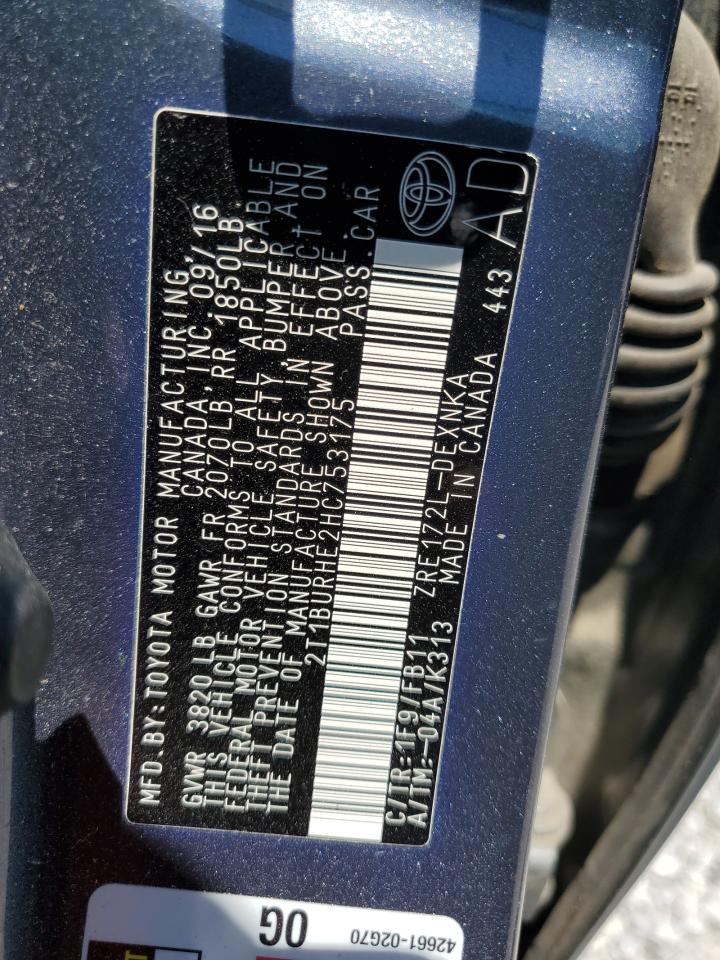 MFD. BY: TOYOTA MOTOR MANUFACTURING,
CANADA, INC. 09/16
GVWR 3820 LB GAWR FR 2070LB, RR 1850LB
THIS VEHICLE CONFORMS TO ALL APPLICABLE
FEDERAL MOTOR VEHICLE SAFETY, BUMPER AND
THEFT PREVENTION STANDARDS IN EFFECT ON
THE DATE OF MANUFACTURE SHOWN ABOVE.
2T1BURHE2HC753175 PASS.CAR
C/TR:1F9/FB11 ZRE172L-DEXNKA 443
A/TM:-04A/K313 MADE IN CANADA
AD
0G
42661-02G70